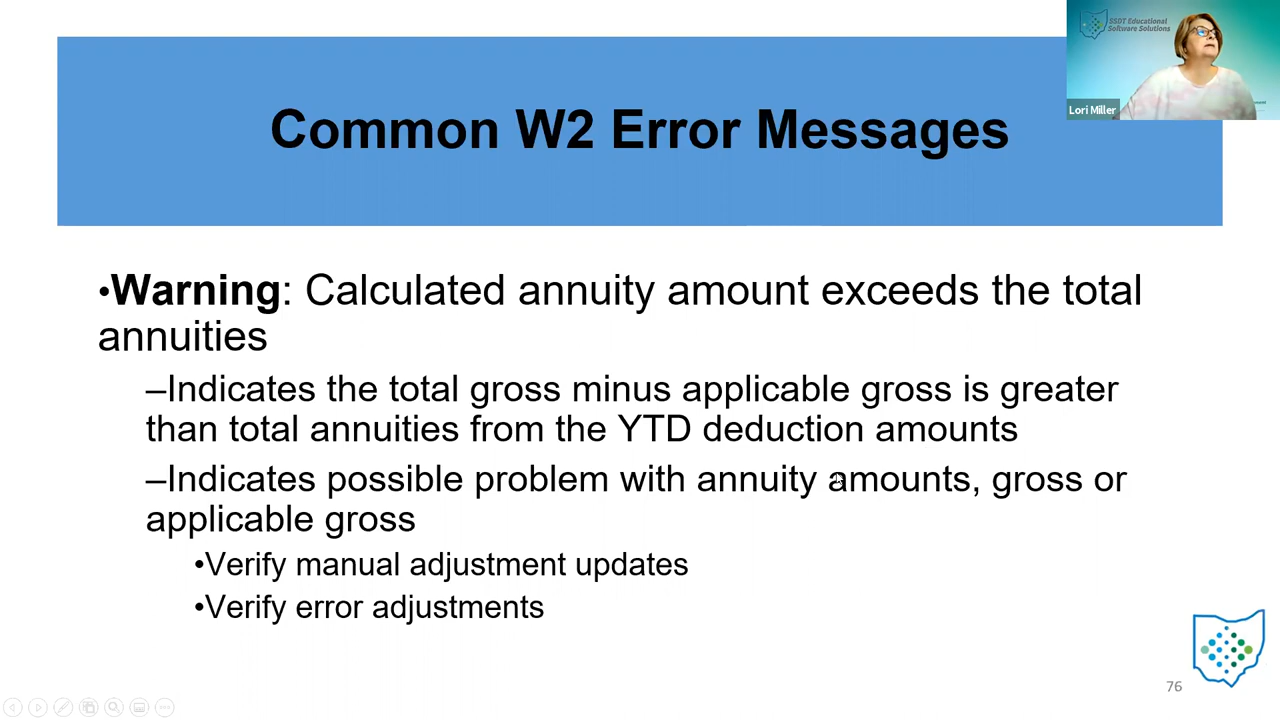 SSDT Educational
Software Solutions
Lori Miller
Common W2 Error Messages
•Warning: Calculated annuity amount exceeds the total
annuities
–Indicates the total gross minus applicable gross is greater
than total annuities from the YTD deduction amounts
–Indicates possible problem with annuity amounts, gross or
applicable gross
•Verify manual adjustment updates
•Verify error adjustments
76